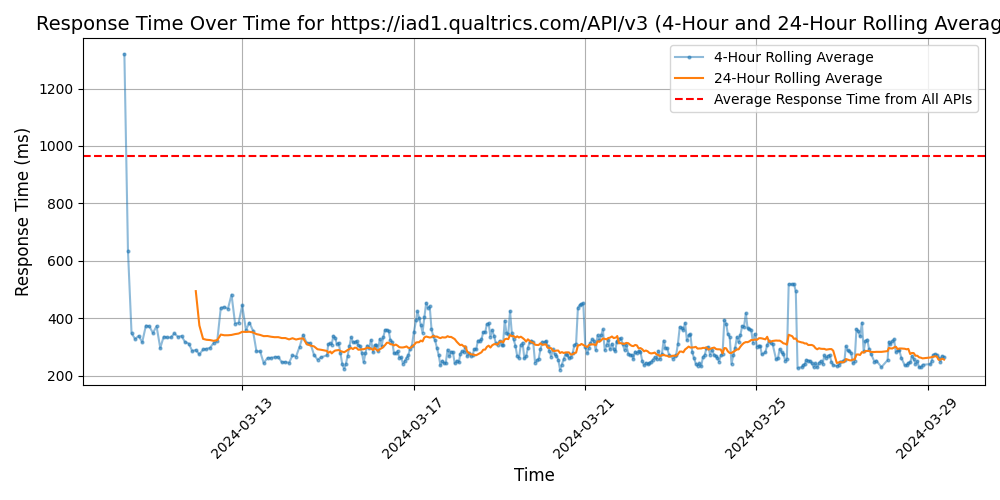 Response Time Over Time for https://iad1.qualtrics.com/API/v3 (4-Hour and 24-Hour Rolling Averag
4-Hour Rolling Average
24-Hour Rolling Average
Average Response Time from All APIs
Response Time (ms)
1200
1000
800
600
400
200
2024-03-13
2024-03-17
2024-03-21
2024-03-25
2024-03-29
Time